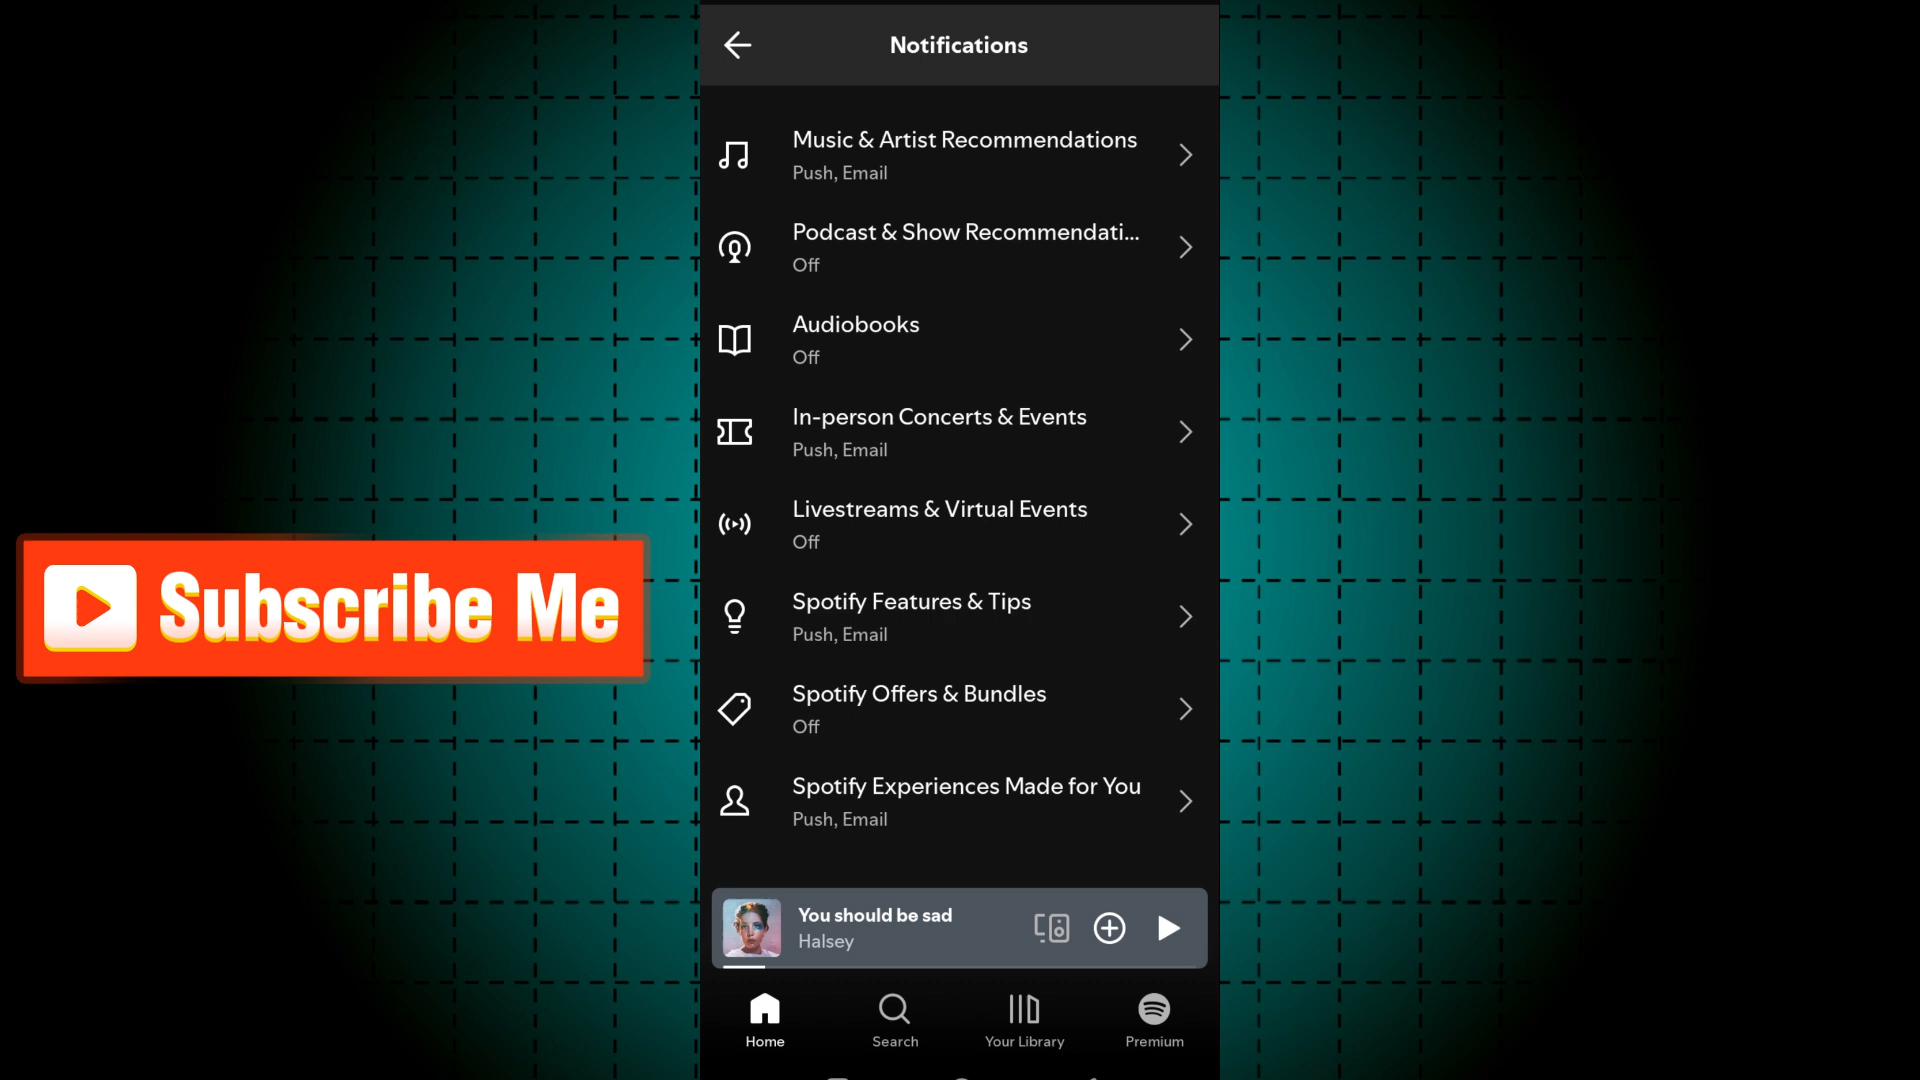 Notifications
Music & Artist Recommendations
Push, Email
Podcast & Show Recommendati...
Off
Audiobooks
Off
In-person Concerts & Events
Push, Email
Livestreams & Virtual Events
Off
Spotify Features & Tips
Push, Email
Spotify Offers & Bundles
Off
Spotify Experiences Made for You
Push, Email
Subscribe Me
You should be sad
Halsey
Home
Search
Your Library
Premium